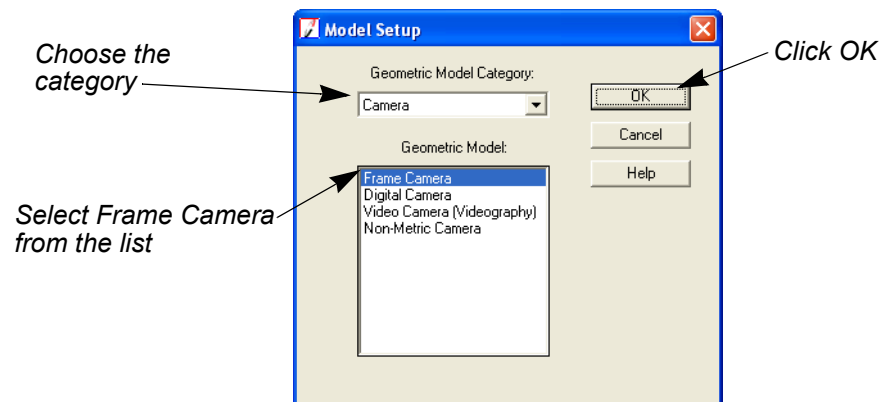 Model Setup
Choose the
category
Click OK
Geometric Model Category:
Camera
OK
Cancel
Help
Geometric Model:
Select Frame Camera
from the list
Frame Camera
Digital Camera
Video Camera (Videography)
Non-Metric Camera